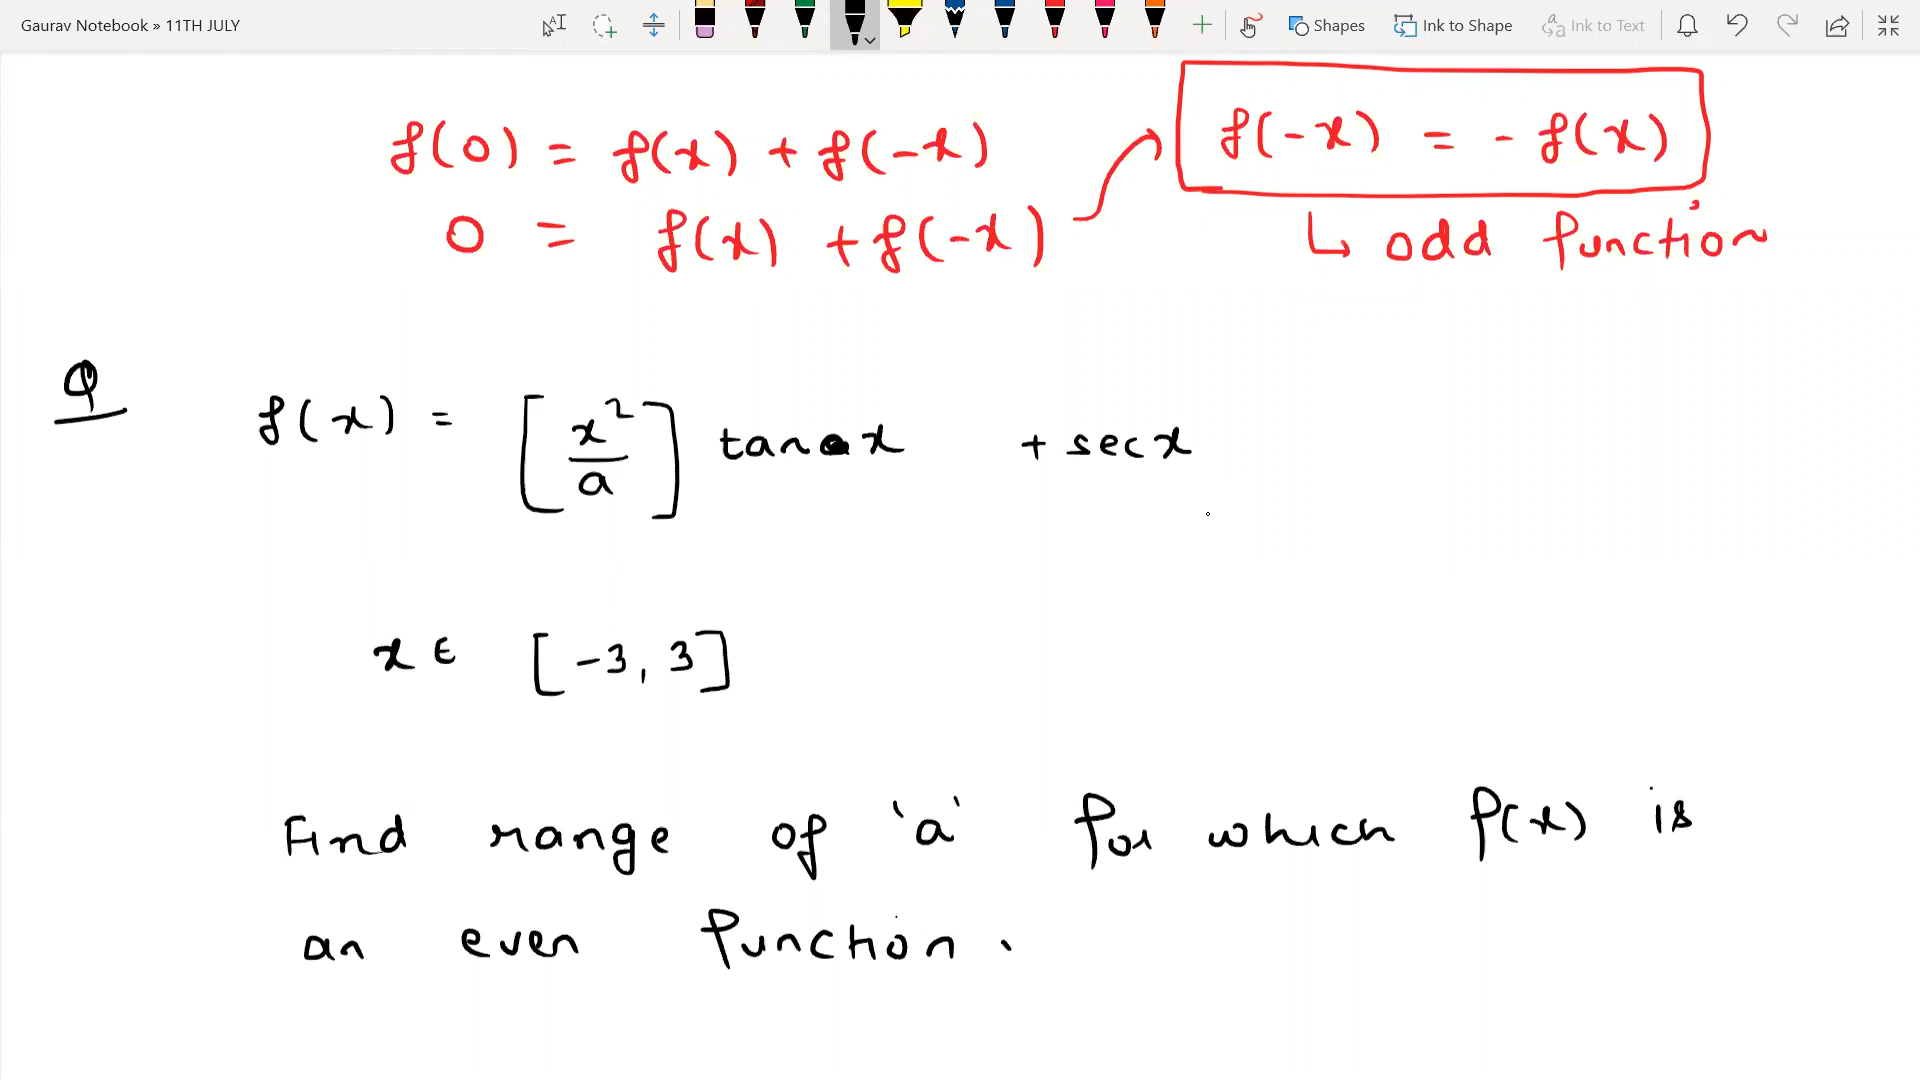 Gaurav Notebook » 11TH JULY
Shapes
Ink to Shape
Ink to Text
f(0) = f(x) + f(-x)
f(-x) = - f(x)
0 = f(x) + f(-x)
↳ odd function
Q
f(x) = [x²/a] tan x + sec x
x ∈ [-3, 3]
Find range of 'a' for which f(x) is
an even function.